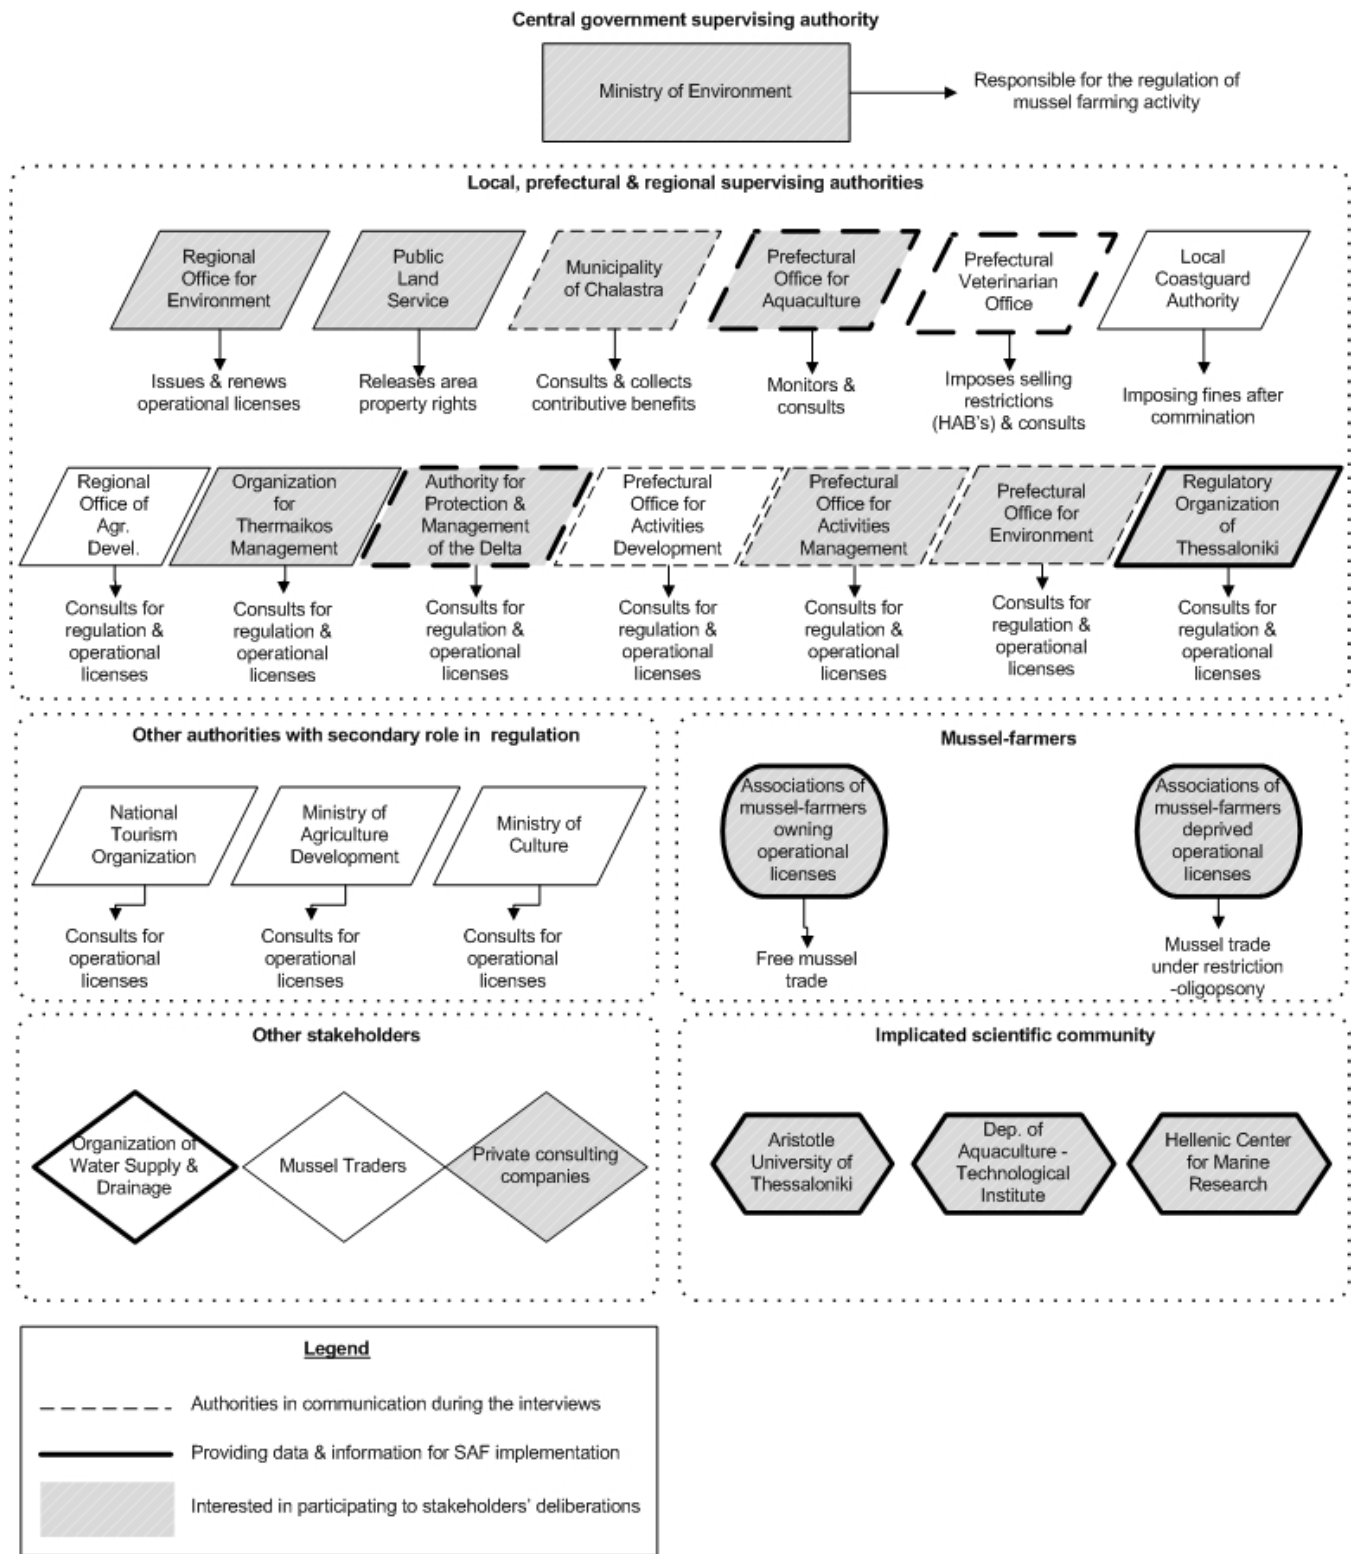 Central government supervising authority
Ministry of Environment
Responsible for the regulation of
mussel farming activity
Local, prefectural & regional supervising authorities
Regional
Office for
Environment
Public
Land
Service
Municipality
of Chalastra
Prefectural
Office for
Aquaculture
Prefectural
Veterinarian
Office
Local
Coastguard
Authority
Issues & renews
operational licenses
Releases area
property rights
Consults & collects
contributive benefits
Monitors &
consults
Imposes selling
restrictions
(HAB's) & consults
Imposing fines after
commination
Regional
Office of
Agr.
Devel.
Organization
for
Thermaikos
Management
Authority for
Protection &
Management
of the Delta
Prefectural
Office for
Activities
Development
Prefectural
Office for
Activities
Management
Prefectural
Office for
Environment
Regulatory
Organization
of
Thessaloniki
Consults for
regulation &
operational
licenses
Consults for
regulation &
operational
licenses
Consults for
regulation &
operational
licenses
Consults for
regulation &
operational
licenses
Consults for
regulation &
operational
licenses
Consults for
regulation &
operational
licenses
Consults for
regulation &
operational
licenses
Other authorities with secondary role in regulation
National
Tourism
Organization
Ministry of
Agriculture
Development
Ministry of
Culture
Consults for
operational
licenses
Consults for
operational
licenses
Consults for
operational
licenses
Mussel-farmers
Associations of
mussel-farmers
owning
operational
licenses
Associations of
mussel-farmers
deprived
operational
licenses
Free mussel
trade
Mussel trade
under restriction
-oligopsony
Other stakeholders
Organization of
Water Supply &
Drainage
Mussel Traders
Private consulting
companies
Implicated scientific community
Aristotle
University of
Thessaloniki
Dep. of
Aquaculture -
Technological
Institute
Hellenic Center
for Marine
Research
Legend
Authorities in communication during the interviews
Providing data & information for SAF implementation
Interested in participating to stakeholders' deliberations